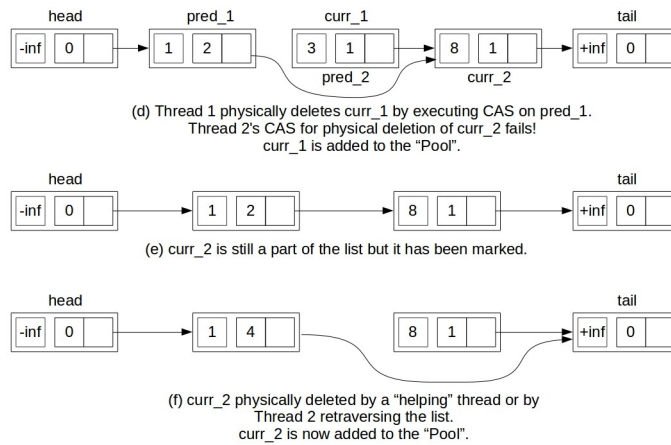 head pred_1 curr_1 tail
-inf 0 1 2 3 1 8 1 +inf 0
pred_2 curr_2
(d) Thread 1 physically deletes curr_1 by executing CAS on pred_1.
Thread 2's CAS for physical deletion of curr_2 fails!
curr_1 is added to the “Pool”.
head tail
-inf 0 1 2 8 1 +inf 0
(e) curr_2 is still a part of the list but it has been marked.
head tail
-inf 0 1 4 8 1 +inf 0
(f) curr_2 physically deleted by a “helping” thread or by
Thread 2 retraversing the list.
curr_2 is now added to the “Pool”.